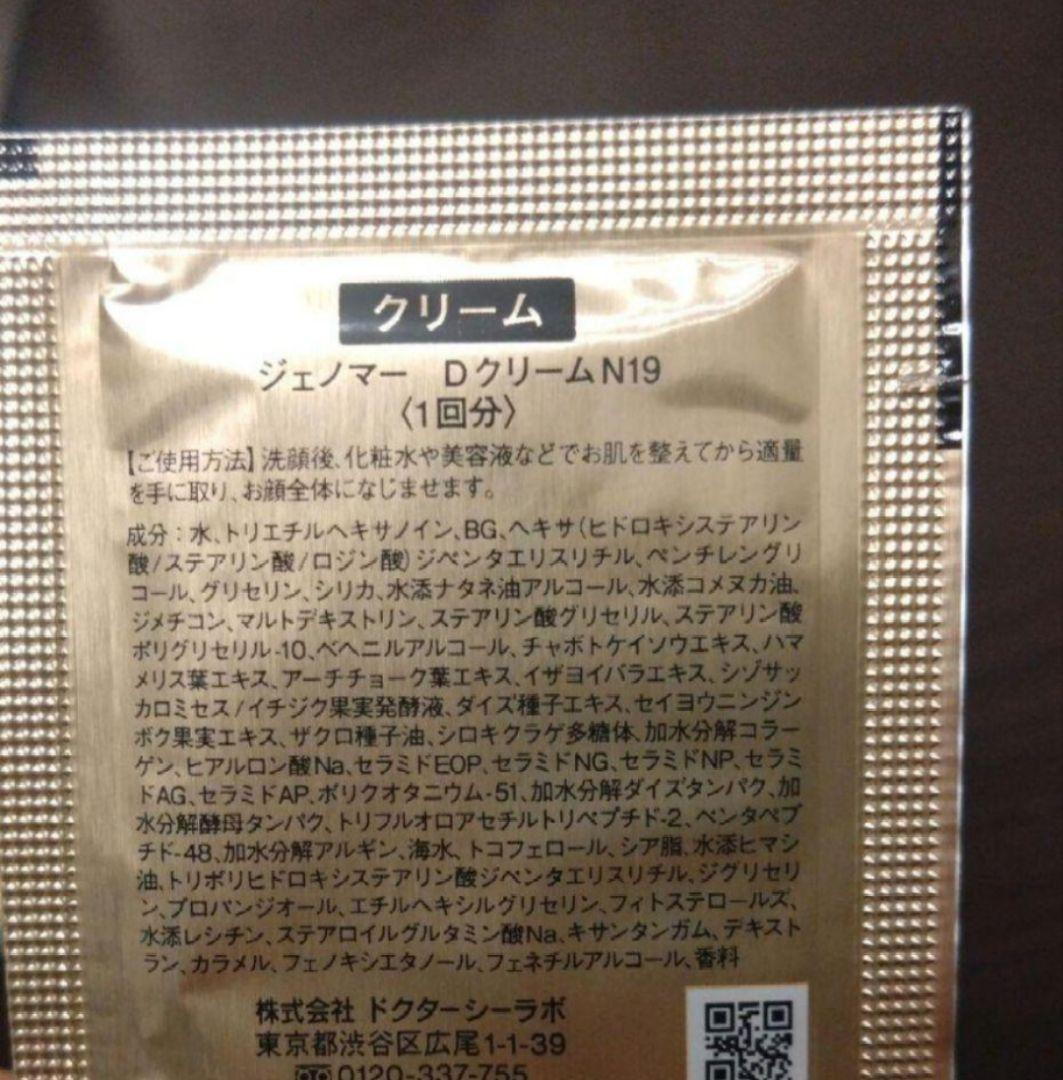 クリーム
ジェノマー DクリームN19
〈1回分〉
【ご使用方法】洗顔後、化粧水や美容液などでお肌を整えてから適量
を手に取り、お顔全体になじませます。
成分：水、トリエチルヘキサノイン、BG、ヘキサ(ヒドロキシステアリン
酸/ステアリン酸/ロジン酸)ジペンタエリスリチル、ペンチレングリ
コール、グリセリン、シリカ、水添ナタネ油アルコール、水添コメヌカ油、
ジメチコン、マルトデキストリン、ステアリン酸グリセリル、ステアリン酸
ポリグリセリル-10、ベヘニルアルコール、チャボトケイソウエキス、ハマ
メリス葉エキス、アーチチョーク葉エキス、イザヨイバラエキス、シゾサッ
カロミセス/イチジク果実発酵液、ダイズ種子エキス、セイヨウニンジン
ボク果実エキス、ザクロ種子油、シロキクラゲ多糖体、加水分解コラー
ゲン、ヒアルロン酸Na、セラミドEOP、セラミドNG、セラミドNP、セラミ
ドAG、セラミドAP、ポリクオタニウム-51、加水分解ダイズタンパク、加
水分解酵母タンパク、トリフルオロアセチルトリペプチド-2、ペンタペプ
チド-48、加水分解アルギン、海水、トコフェロール、シア脂、水添ヒマシ
油、トリポリヒドロキシステアリン酸ジペンタエリスリチル、ジグリセリ
ン、プロパンジオール、エチルヘキシルグリセリン、フィトステロールズ、
水添レシチン、ステアロイルグルタミン酸Na、キサンタンガム、デキスト
ラン、カラメル、フェノキシエタノール、フェネチルアルコール、香料
株式会社 ドクターシーラボ
東京都渋谷区広尾1-1-39
0120-337-755